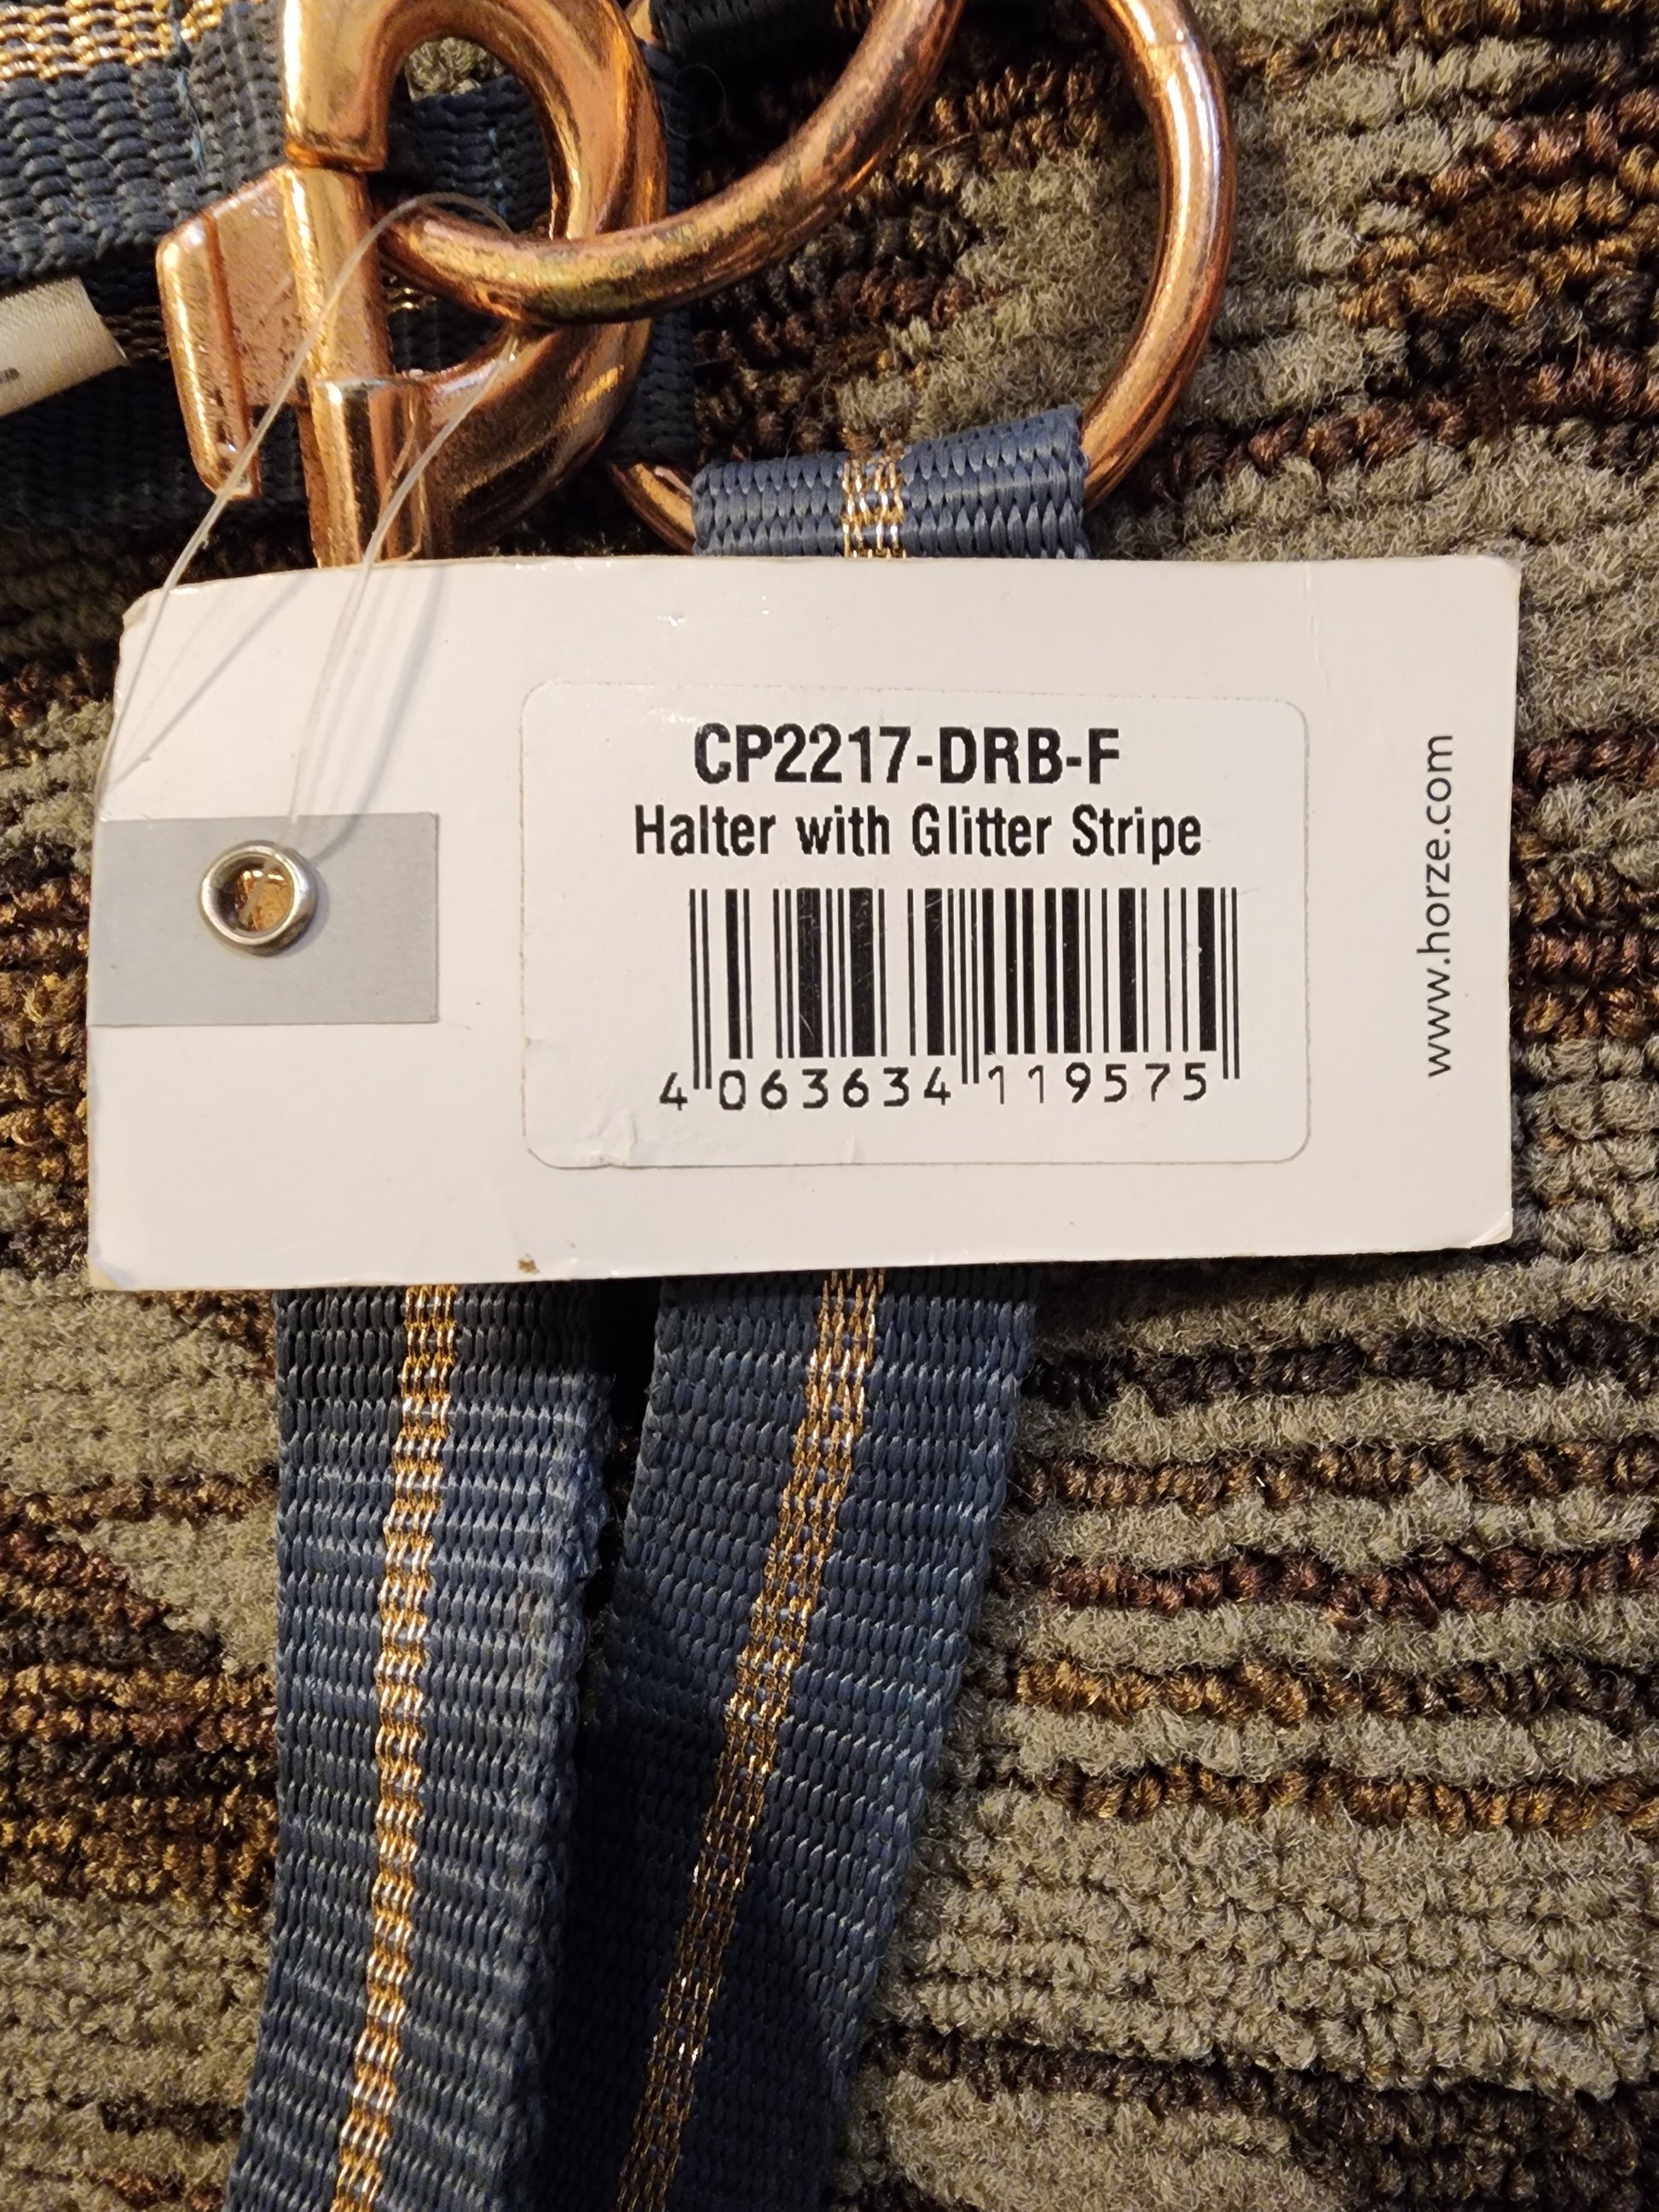 CP2217-DRB-F
Halter with Glitter Stripe
4 063634 119575
www.horze.com